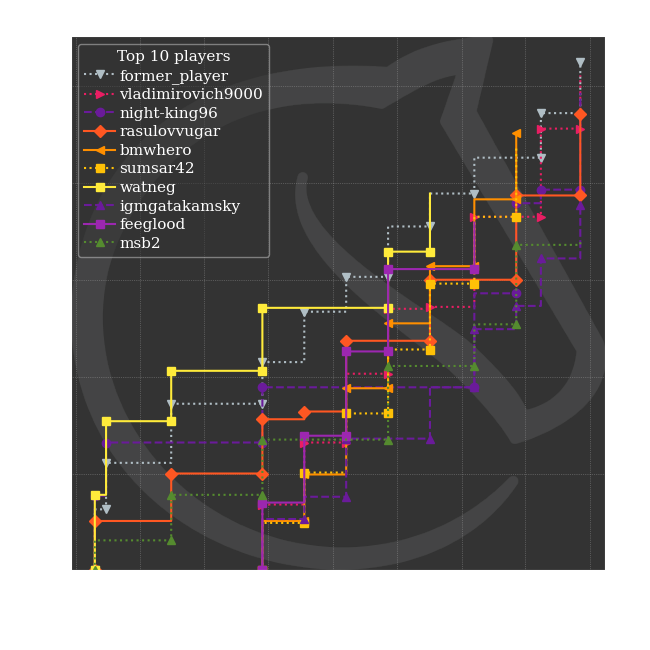 Top 10 players
former_player
vladimirovich9000
night-king96
rasulovvugar
bmwhero
sumsar42
watneg
igmgatakamsky
feeglood
msb2